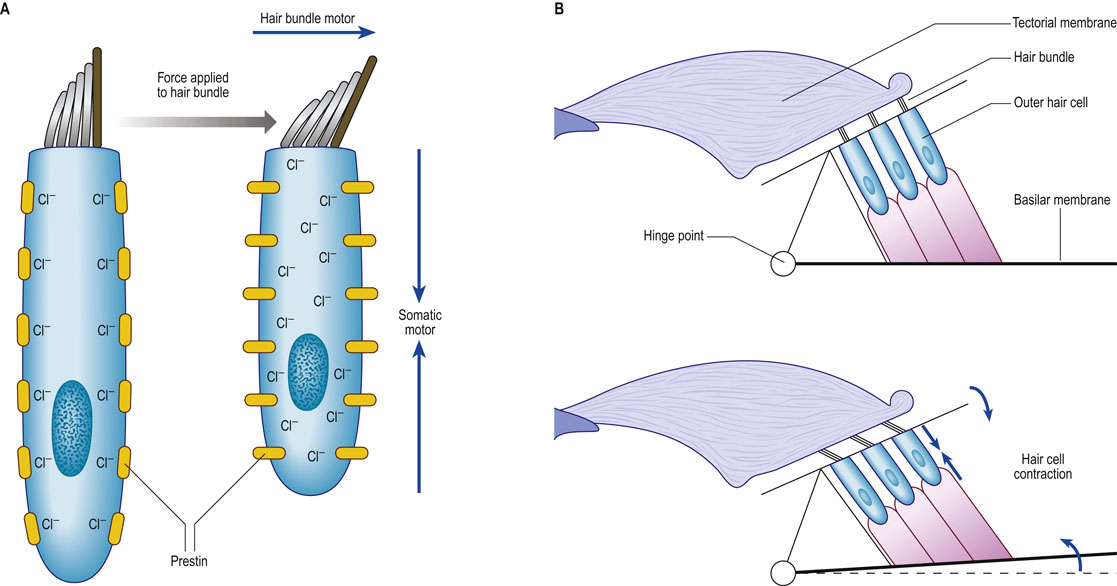 A
Hair bundle motor
Force applied
to hair bundle
Cl⁻ Cl⁻
Cl⁻ Cl⁻
Cl⁻ Cl⁻
Cl⁻ Cl⁻
Cl⁻ Cl⁻
Cl⁻ Cl⁻
Cl⁻
Cl⁻
Cl⁻
Cl⁻
Cl⁻
Cl⁻
Cl⁻
Cl⁻ Cl⁻
Cl⁻
Cl⁻
Cl⁻
Somatic
motor
Prestin
B
Tectorial membrane
Hair bundle
Outer hair cell
Basilar membrane
Hinge point
Hair cell
contraction